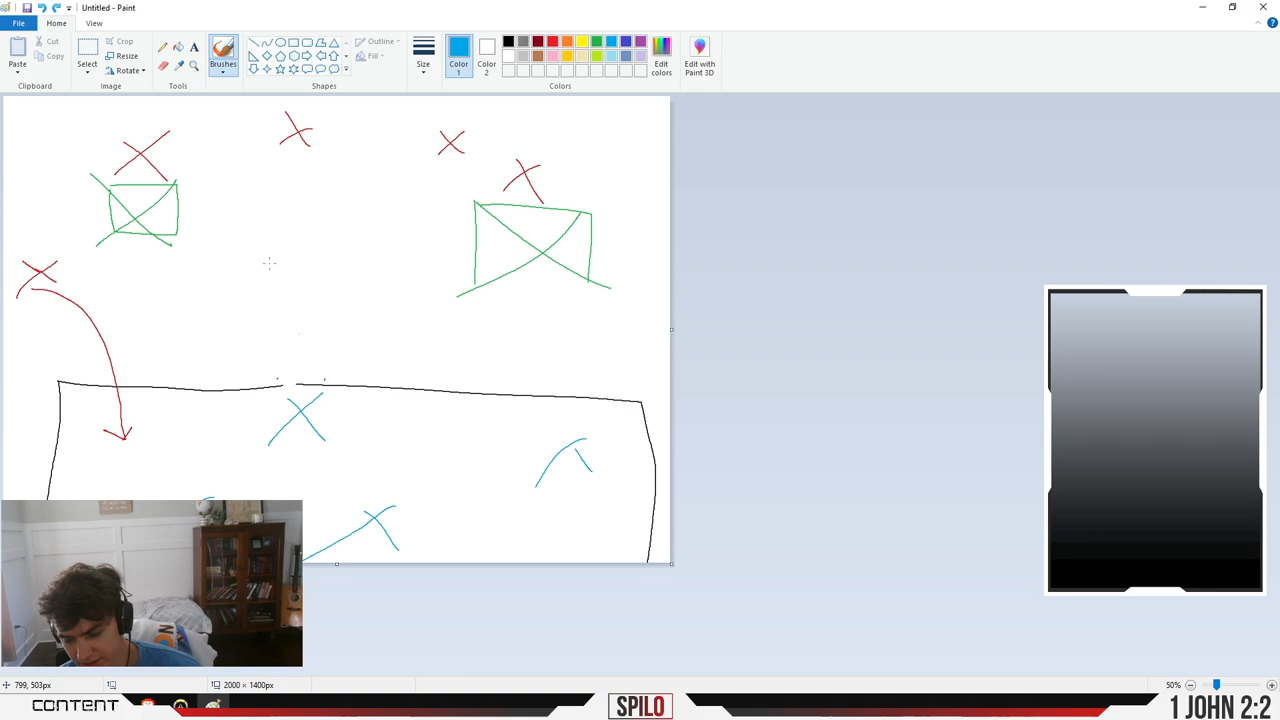 Untitled - Paint
File
Home
View
Paste
Cut
Copy
Clipboard
Select
Crop
Resize
Rotate
Image
A
Tools
Brushes
Outline
Fill
Shapes
Size
Color
1
Color
2
Edit
colors
Edit with
Paint 3D
Colors
799, 503px
2000 × 1400px
50%
CONTENT
SPILO
1 JOHN 2:2